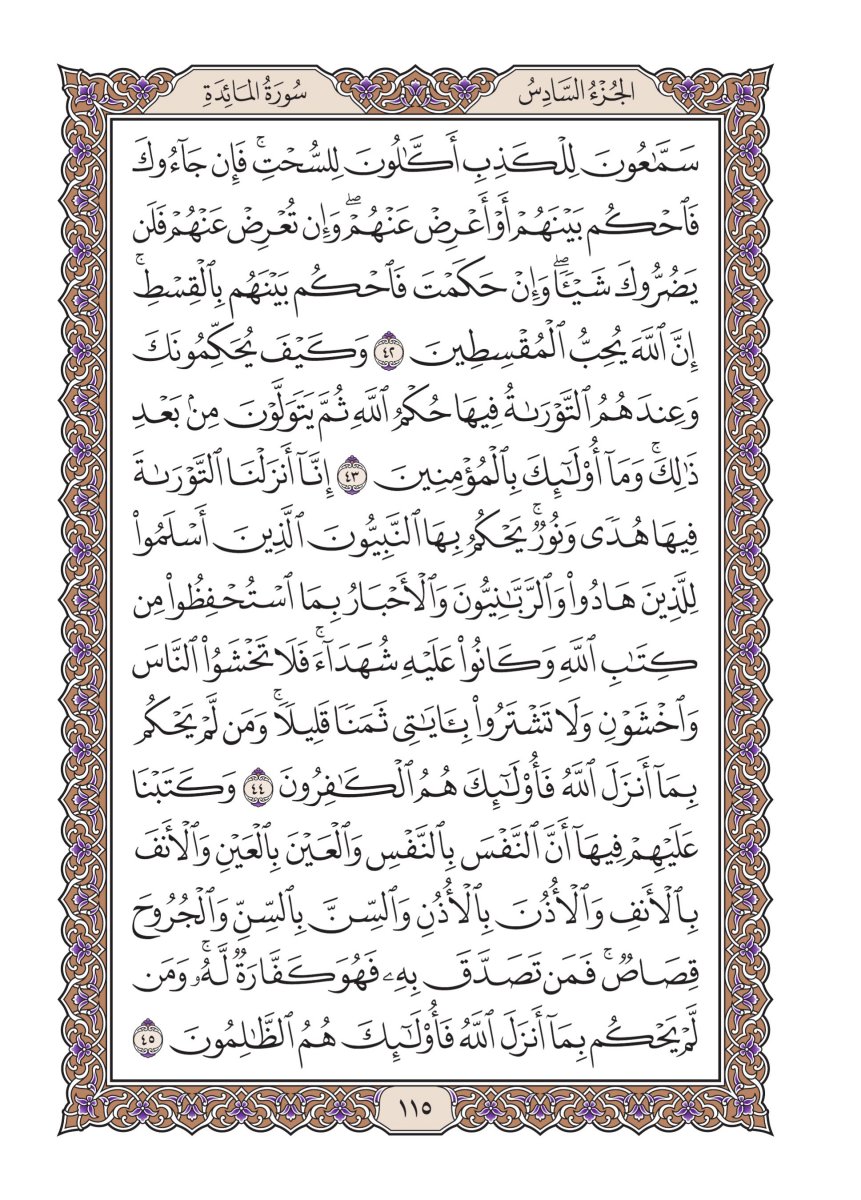 الجُزْءُ السَّادِسُ
سُورَةُ المَائِدَةِ
سَمَّٰعُونَ لِلۡكَذِبِ أَكَّٰلُونَ لِلسُّحۡتِۚ فَإِن جَآءُوكَ
فَٱحۡكُم بَيۡنَهُمۡ أَوۡ أَعۡرِضۡ عَنۡهُمۡۖ وَإِن تُعۡرِضۡ عَنۡهُمۡ فَلَن
يَضُرُّوكَ شَيۡـٔٗاۖ وَإِنۡ حَكَمۡتَ فَٱحۡكُم بَيۡنَهُم بِٱلۡقِسۡطِۚ
إِنَّ ٱللَّهَ يُحِبُّ ٱلۡمُقۡسِطِينَ ٤٢ وَكَيۡفَ يُحَكِّمُونَكَ
وَعِندَهُمُ ٱلتَّوۡرَىٰةُ فِيهَا حُكۡمُ ٱللَّهِ ثُمَّ يَتَوَلَّوۡنَ مِنۢ بَعۡدِ
ذَٰلِكَۚ وَمَآ أُوْلَٰٓئِكَ بِٱلۡمُؤۡمِنِينَ ٤٣ إِنَّآ أَنزَلۡنَا ٱلتَّوۡرَىٰةَ
فِيهَا هُدٗى وَنُورٞۚ يَحۡكُمُ بِهَا ٱلنَّبِيُّونَ ٱلَّذِينَ أَسۡلَمُواْ
لِلَّذِينَ هَادُواْ وَٱلرَّبَّٰنِيُّونَ وَٱلۡأَحۡبَارُ بِمَا ٱسۡتُحۡفِظُواْ مِن
كِتَٰبِ ٱللَّهِ وَكَانُواْ عَلَيۡهِ شُهَدَآءَۚ فَلَا تَخۡشَوُاْ ٱلنَّاسَ
وَٱخۡشَوۡنِ وَلَا تَشۡتَرُواْ بِـَٔايَٰتِي ثَمَنٗا قَلِيلٗاۚ وَمَن لَّمۡ يَحۡكُم
بِمَآ أَنزَلَ ٱللَّهُ فَأُوْلَٰٓئِكَ هُمُ ٱلۡكَٰفِرُونَ ٤٤ وَكَتَبۡنَا
عَلَيۡهِمۡ فِيهَآ أَنَّ ٱلنَّفۡسَ بِٱلنَّفۡسِ وَٱلۡعَيۡنَ بِٱلۡعَيۡنِ وَٱلۡأَنفَ
بِٱلۡأَنفِ وَٱلۡأُذُنَ بِٱلۡأُذُنِ وَٱلسِّنَّ بِٱلسِّنِّ وَٱلۡجُرُوحَ
قِصَاصٞۚ فَمَن تَصَدَّقَ بِهِۦ فَهُوَ كَفَّارَةٞ لَّهُۥۚ وَمَن
لَّمۡ يَحۡكُم بِمَآ أَنزَلَ ٱللَّهُ فَأُوْلَٰٓئِكَ هُمُ ٱلظَّٰلِمُونَ ٤٥
١١٥